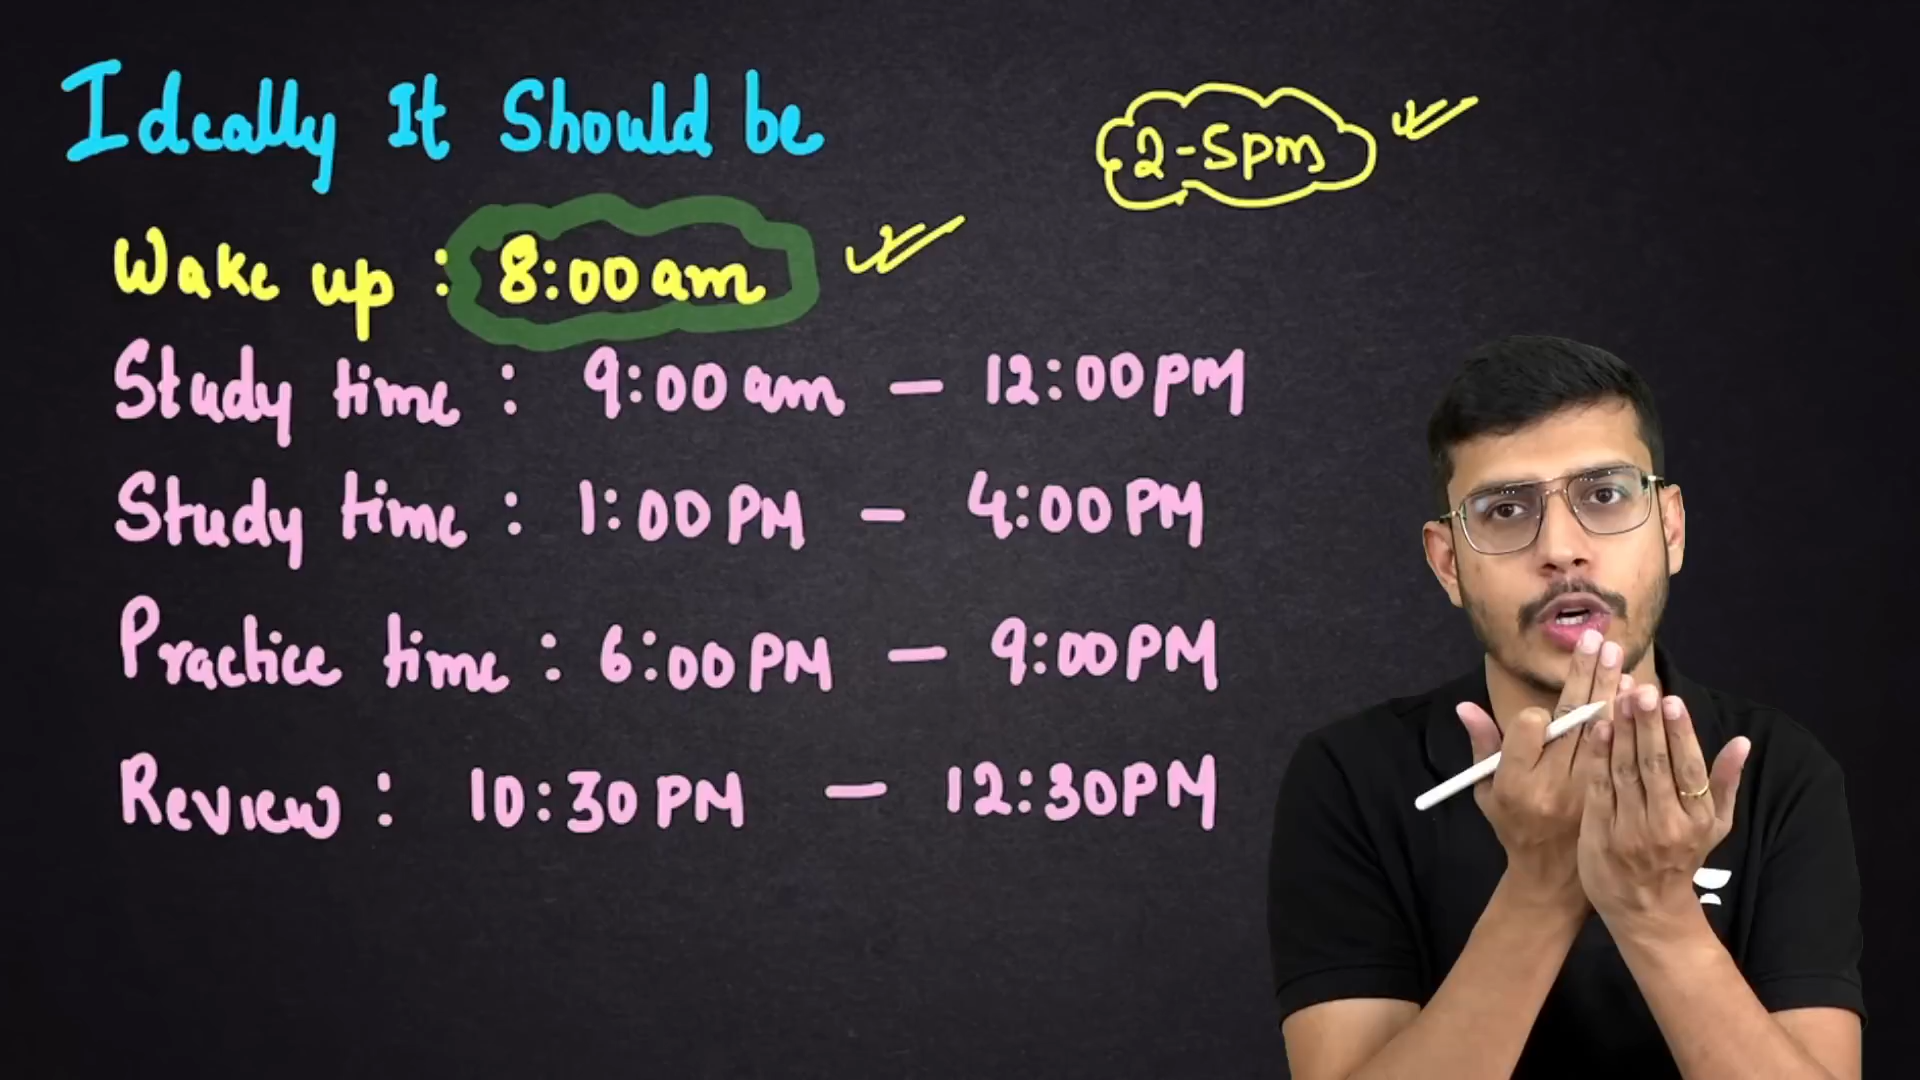 Ideally It Should be
2-5pm
Wake up : 8:00 am
Study time : 9:00 am - 12:00 PM
Study time : 1:00 PM - 4:00 PM
Practice time : 6:00 PM - 9:00 PM
Review : 10:30 PM - 12:30 PM